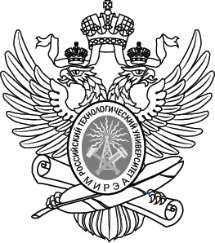 РОССИЙСКИЙ ТЕХНОЛОГИЧЕСКИЙ УНИВЕРСИТЕТ
МИРЭА